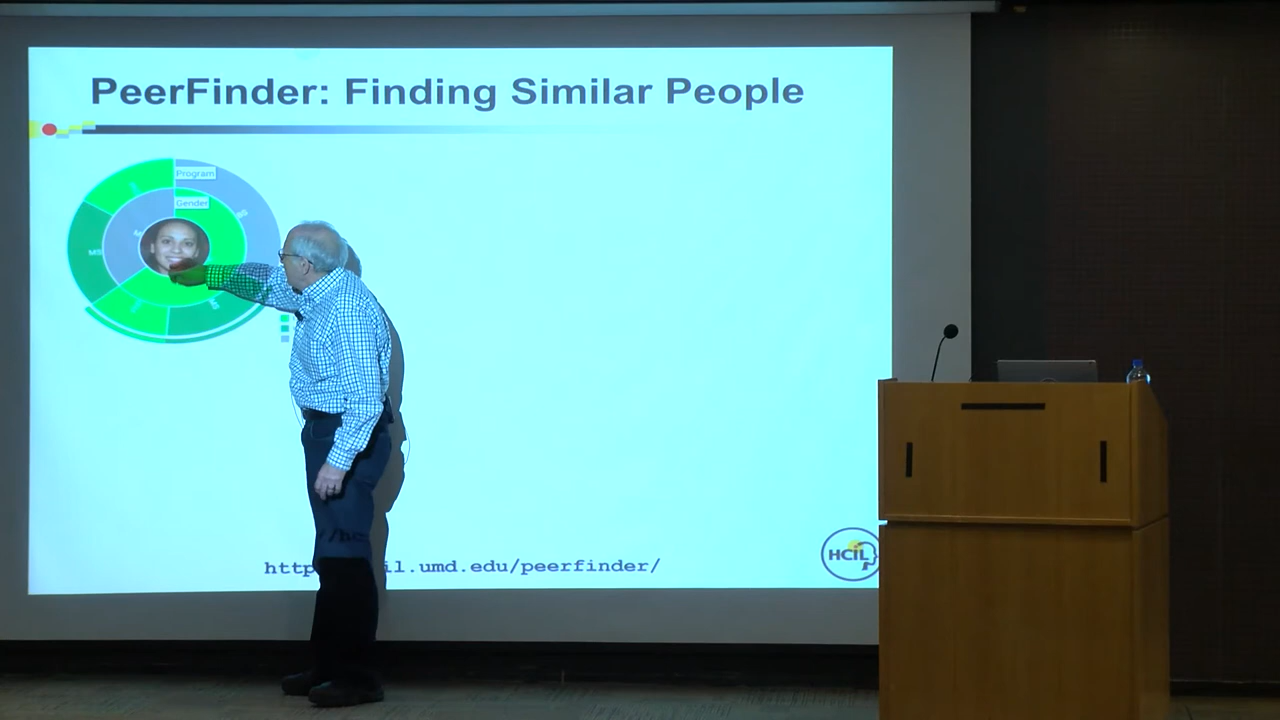 PeerFinder: Finding Similar People
Program
Gender
http il.umd.edu/peerfinder/
HCIL